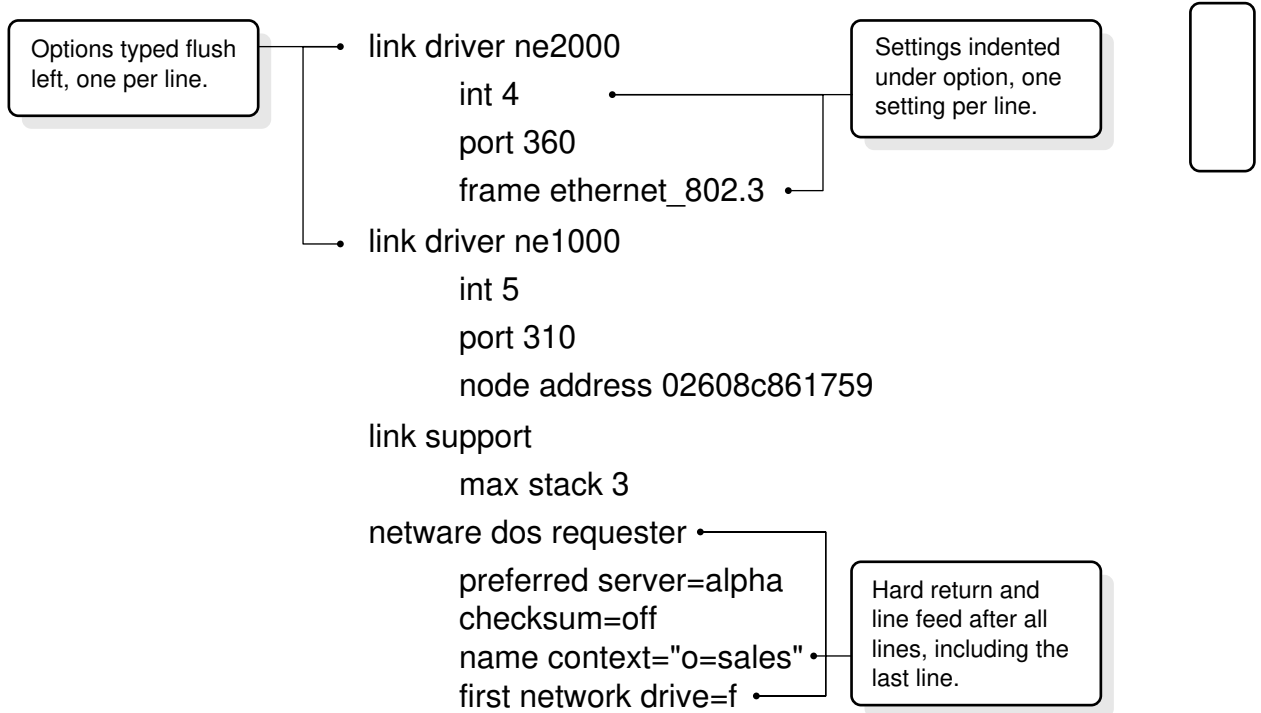 Options typed flush
left, one per line.
link driver ne2000
int 4
port 360
frame ethernet_802.3
Settings indented
under option, one
setting per line.
link driver ne1000
int 5
port 310
node address 02608c861759
link support
max stack 3
netware dos requester
preferred server=alpha
checksum=off
name context="o=sales"
first network drive=f
Hard return and
line feed after all
lines, including the
last line.